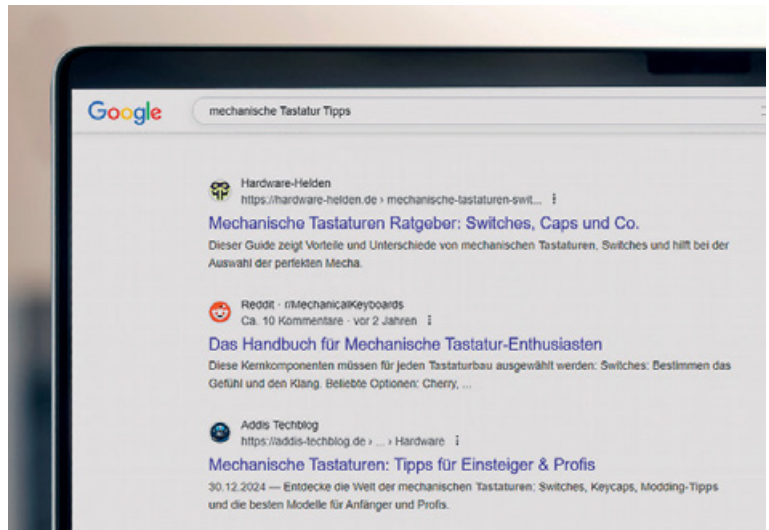 Google
mechanische Tastatur Tipps
Hardware-Helden
https://hardware-helden.de › mechanische-tastaturen-swit...
Mechanische Tastaturen Ratgeber: Switches, Caps und Co.
Dieser Guide zeigt Vorteile und Unterschiede von mechanischen Tastaturen, Switches und hilft bei der
Auswahl der perfekten Mecha.
Reddit · r/MechanicalKeyboards
Ca. 10 Kommentare · vor 2 Jahren
Das Handbuch für Mechanische Tastatur-Enthusiasten
Diese Kernkomponenten müssen für jeden Tastaturbau ausgewählt werden: Switches: Bestimmen das
Gefühl und den Klang. Beliebte Optionen: Cherry, ...
Addis Techblog
https://addis-techblog.de › ... › Hardware
Mechanische Tastaturen: Tipps für Einsteiger & Profis
30.12.2024 — Entdecke die Welt der mechanischen Tastaturen: Switches, Keycaps, Modding-Tipps
und die besten Modelle für Anfänger und Profis.